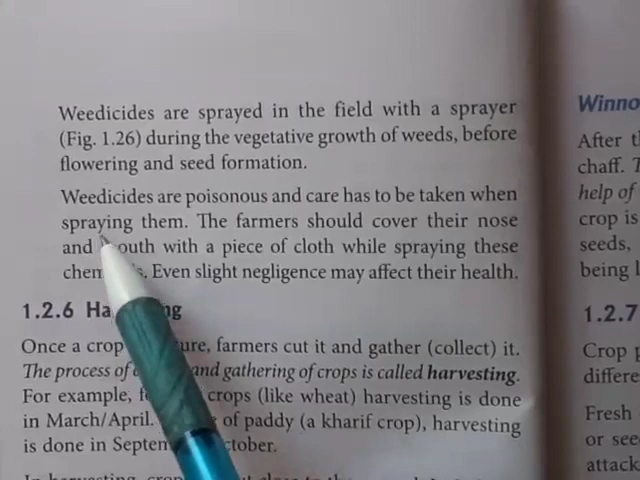 Weedicides are sprayed in the field with a sprayer
(Fig. 1.26) during the vegetative growth of weeds, before
flowering and seed formation.
Weedicides are poisonous and care has to be taken when
spraying them. The farmers should cover their nose
and outh with a piece of cloth while spraying these
chem s. Even slight negligence may affect their health.
1.2.6 Ha ng
Once a crop ure, farmers cut it and gather (collect) it.
The process of and gathering of crops is called harvesting.
For example, crops (like wheat) harvesting is done
in March/April. of paddy (a kharif crop), harvesting
is done in Septem ctober.
Winno
After t
chaff.
help of
crop is
seeds,
being l
1.2.7
Crop p
differe
Fresh
or see
attack